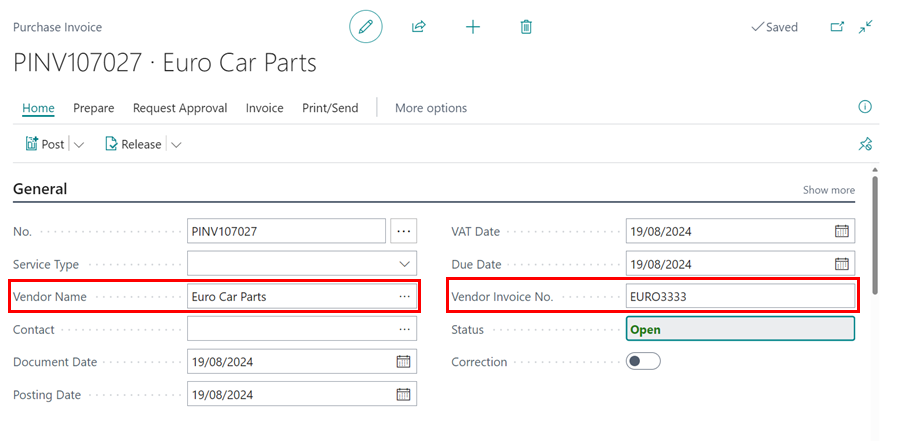 Purchase Invoice
Saved
PINV107027 · Euro Car Parts
Home Prepare Request Approval Invoice Print/Send More options
Post Release
General
Show more
No. PINV107027
VAT Date 19/08/2024
Service Type
Due Date 19/08/2024
Vendor Name Euro Car Parts
Vendor Invoice No. EURO3333
Contact
Status Open
Document Date 19/08/2024
Correction
Posting Date 19/08/2024